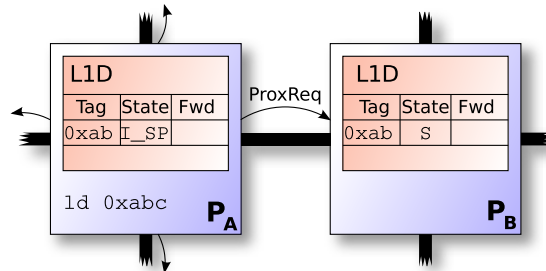 L1D
Tag State Fwd
0xab I_SP
ld 0xabc
PA
ProxReq
L1D
Tag State Fwd
0xab S
PB